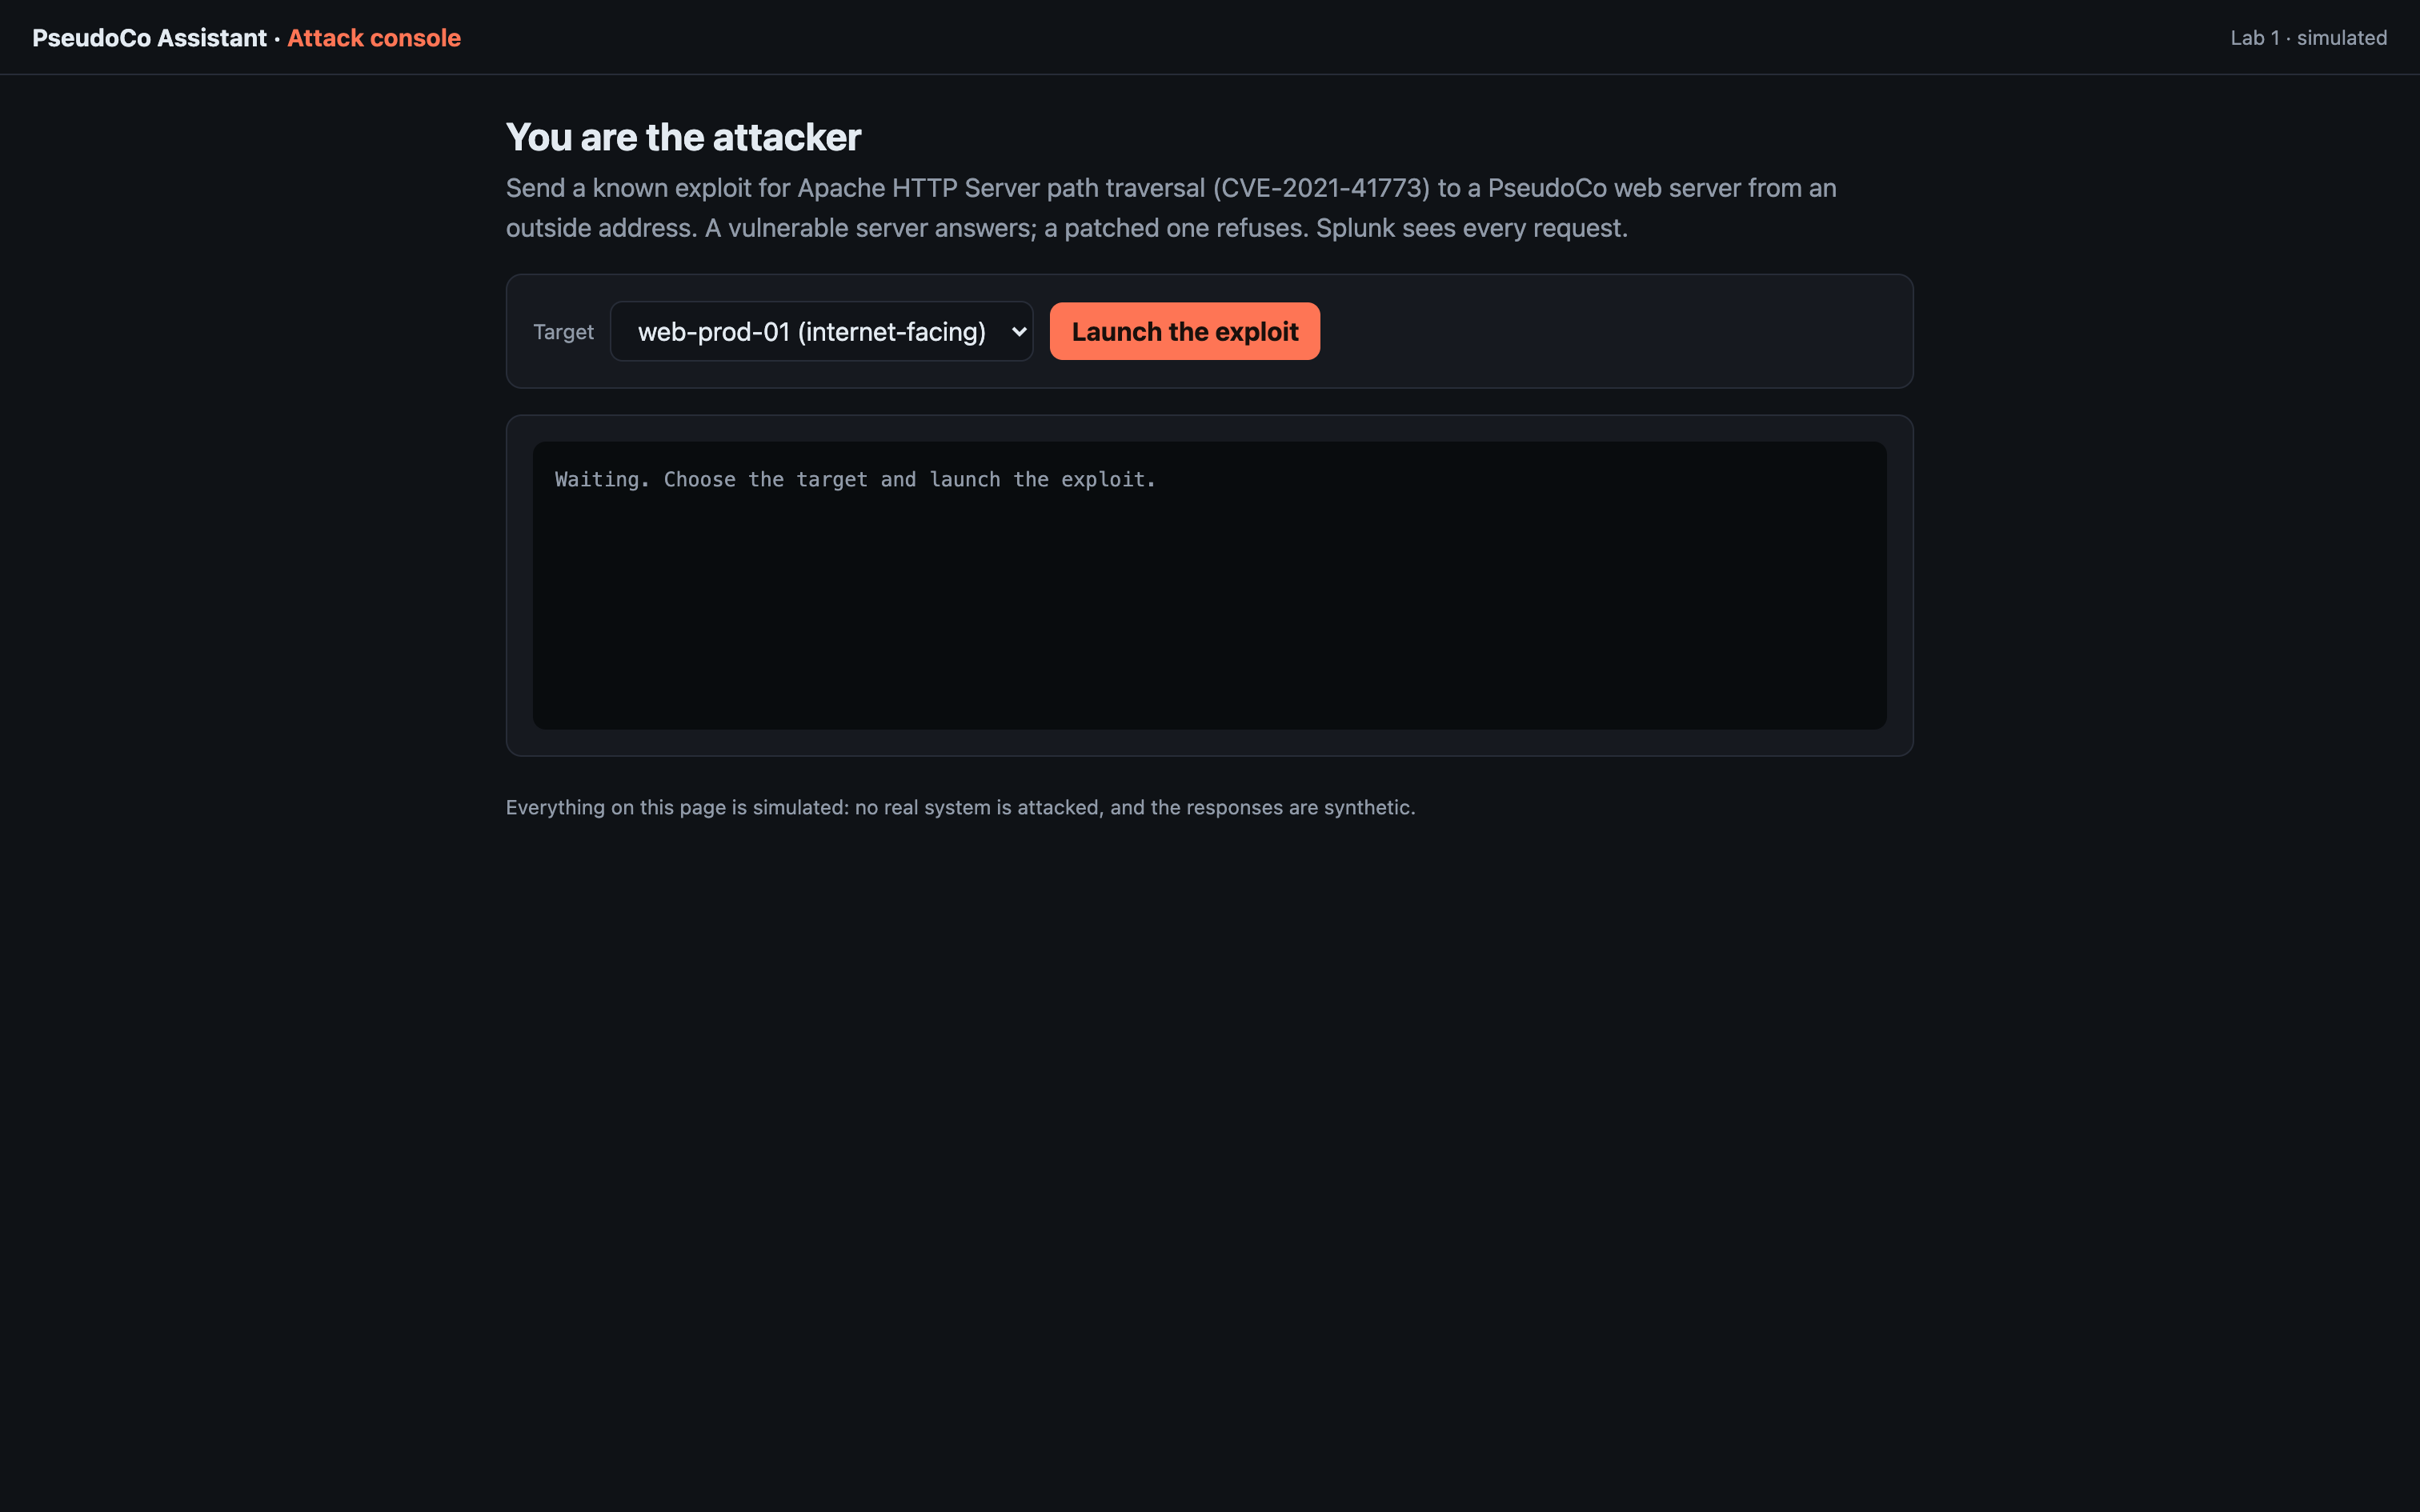 PseudoCo Assistant · Attack console
Lab 1 · simulated
You are the attacker
Send a known exploit for Apache HTTP Server path traversal (CVE-2021-41773) to a PseudoCo web server from an
outside address. A vulnerable server answers; a patched one refuses. Splunk sees every request.
Target
web-prod-01 (internet-facing)
Launch the exploit
Waiting. Choose the target and launch the exploit.
Everything on this page is simulated: no real system is attacked, and the responses are synthetic.